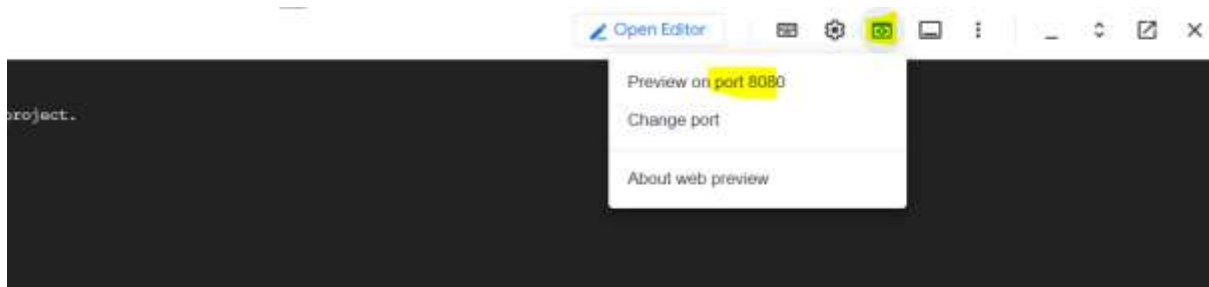 Open Editor
Preview on port 8080
project.
Change port
About web preview